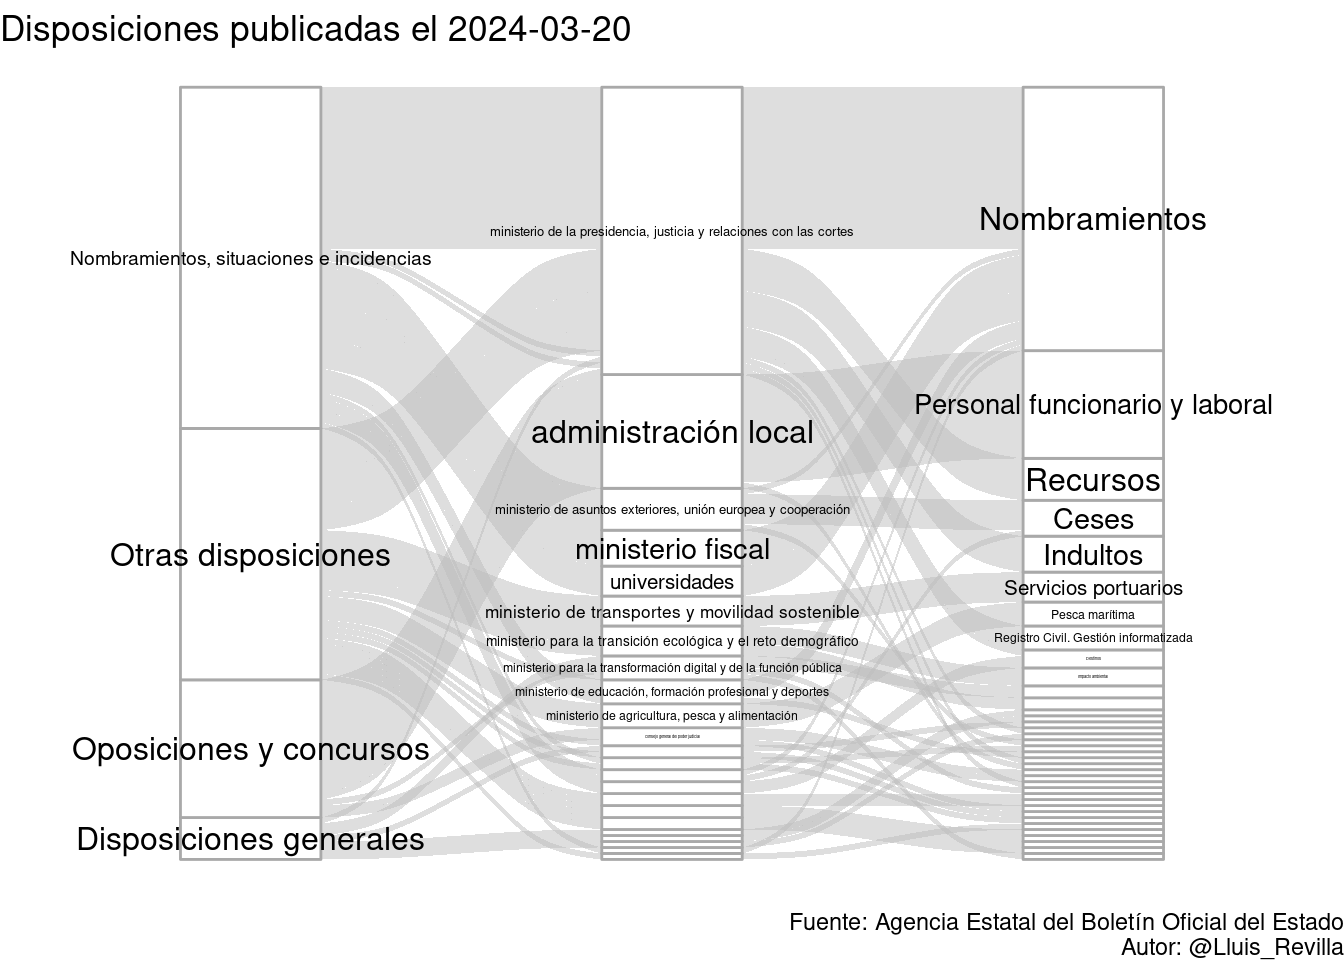 Disposiciones publicadas el 2024-03-20
Nombramientos, situaciones e incidencias
Otras disposiciones
Oposiciones y concursos
Disposiciones generales
ministerio de la presidencia, justicia y relaciones con las cortes
administración local
ministerio de asuntos exteriores, unión europea y cooperación
ministerio fiscal
universidades
ministerio de transportes y movilidad sostenible
ministerio para la transición ecológica y el reto demográfico
ministerio para la transformación digital y de la función pública
ministerio de educación, formación profesional y deportes
ministerio de agricultura, pesca y alimentación
consejo general del poder judicial
Nombramientos
Personal funcionario y laboral
Recursos
Ceses
Indultos
Servicios portuarios
Pesca marítima
Registro Civil. Gestión informatizada
Impacto ambiental
Fuente: Agencia Estatal del Boletín Oficial del Estado
Autor: @Lluis_Revilla